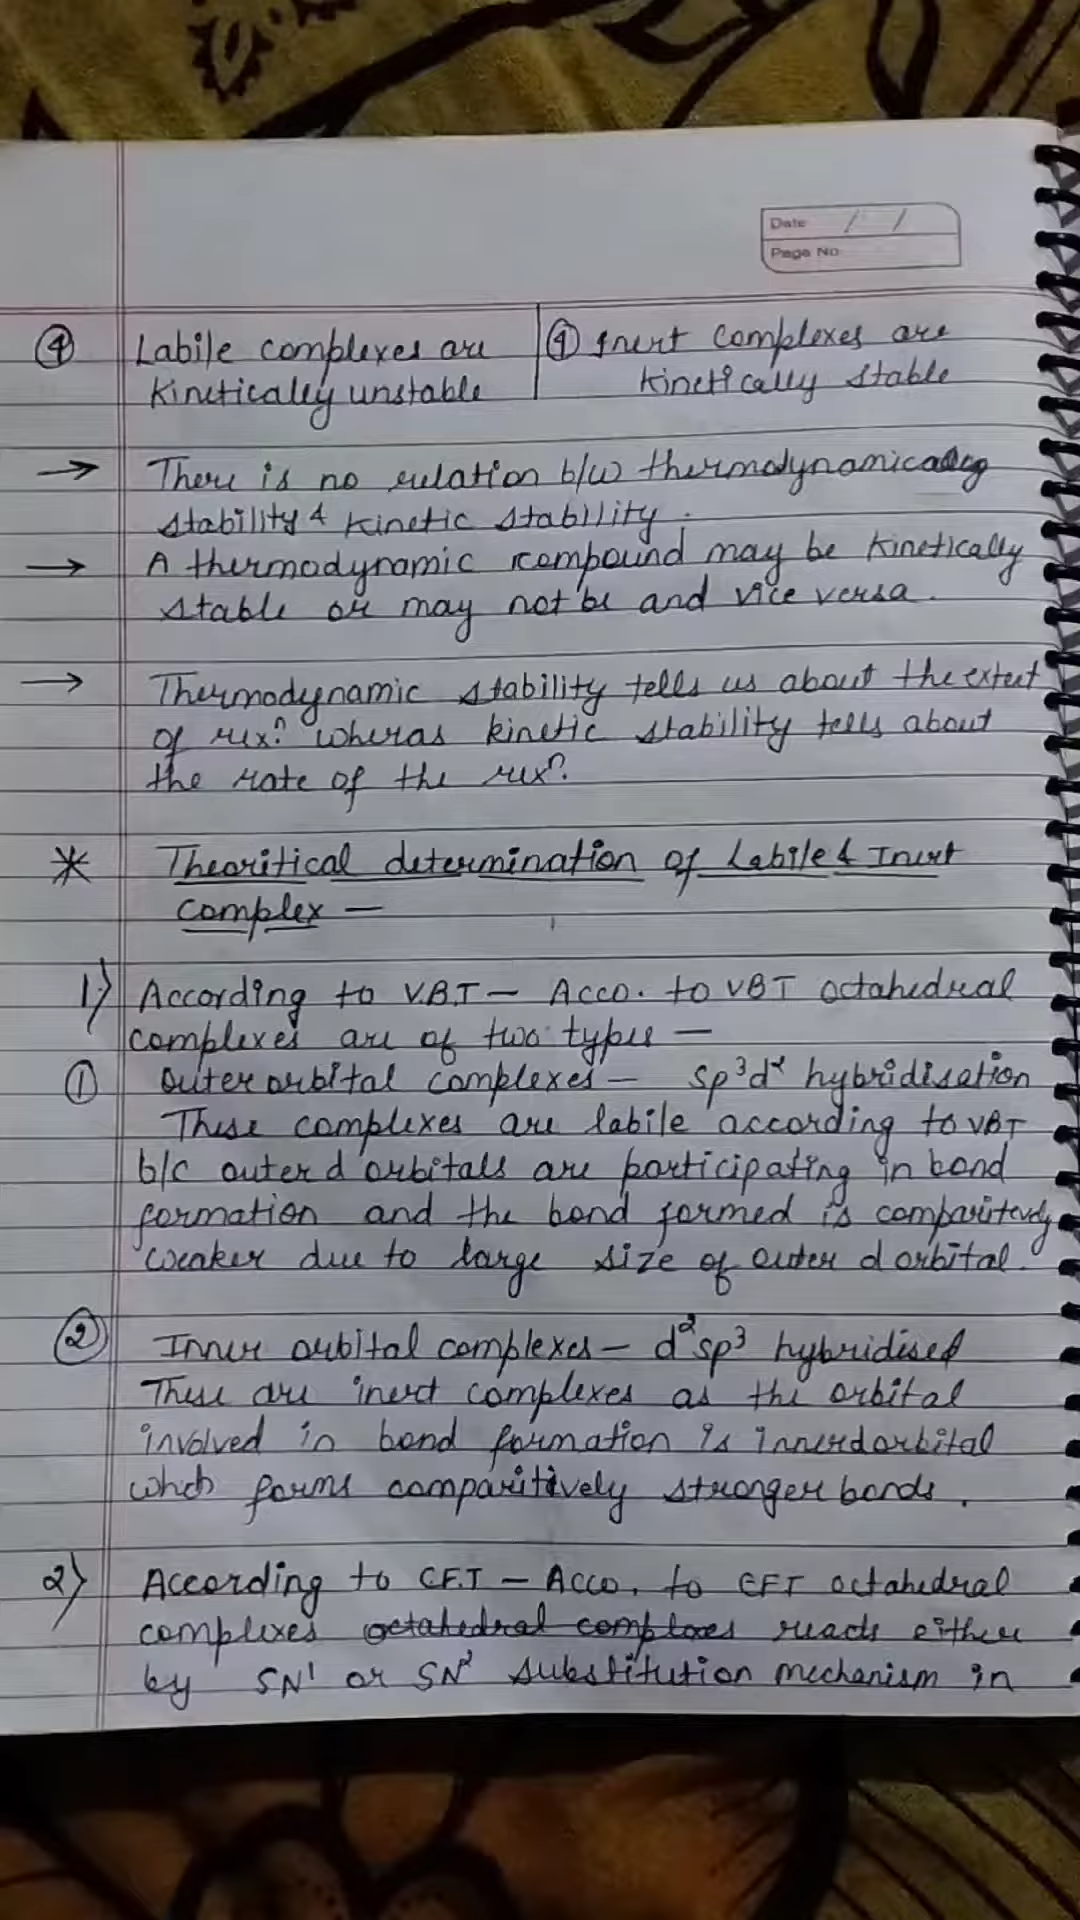 Date / /
Page No
④ Labile complexes are
kinetically unstable
④ Inert complexes are
kinetically stable
→ There is no relation b/w thermodynamically
stability & kinetic stability.
→ A thermodynamic compound may be kinetically
stable or may not be and vice versa.
→ Thermodynamic stability tells us about the extent
of rxⁿ. wheras kinetic stability tells about
the rate of the rxⁿ.
* Theoritical determination of Labile & Inert
complex —
1) According to V.B.T — Acco. to VBT octahedral
complexes are of two types —
① outer orbital complexes — sp³d² hybridisation
These complexes are labile according to VBT
b/c outer d orbitals are participating in bond
formation and the bond formed is comparitevly
weaker due to large size of outer d orbital.
② Inner orbital complexes — d²sp³ hybridised
These are inert complexes as the orbital
involved in bond formation is inner d orbital
which forms comparitively stronger bonds.
2) According to C.F.T — Acco. to CFT octahedral
complexes octahedral complexes reacts either
by SN¹ or SN² substitution mechanism in